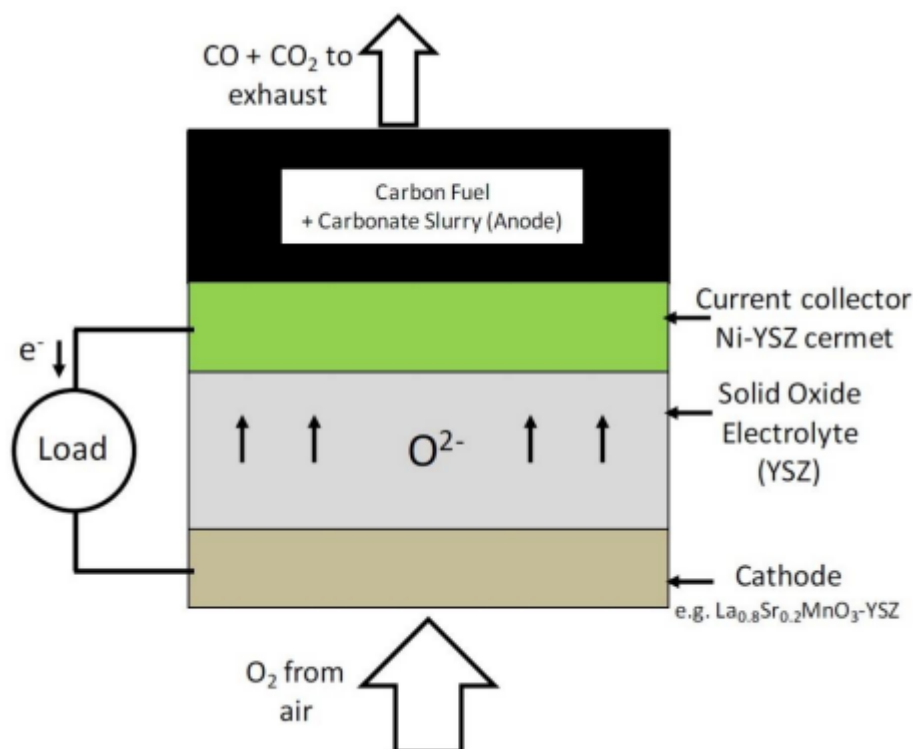 CO + CO₂ to
exhaust
Carbon Fuel
+ Carbonate Slurry (Anode)
Current collector
Ni-YSZ cermet
e⁻
Load
O²⁻
Solid Oxide
Electrolyte
(YSZ)
Cathode
e.g. La₀.₈Sr₀.₂MnO₃-YSZ
O₂ from
air